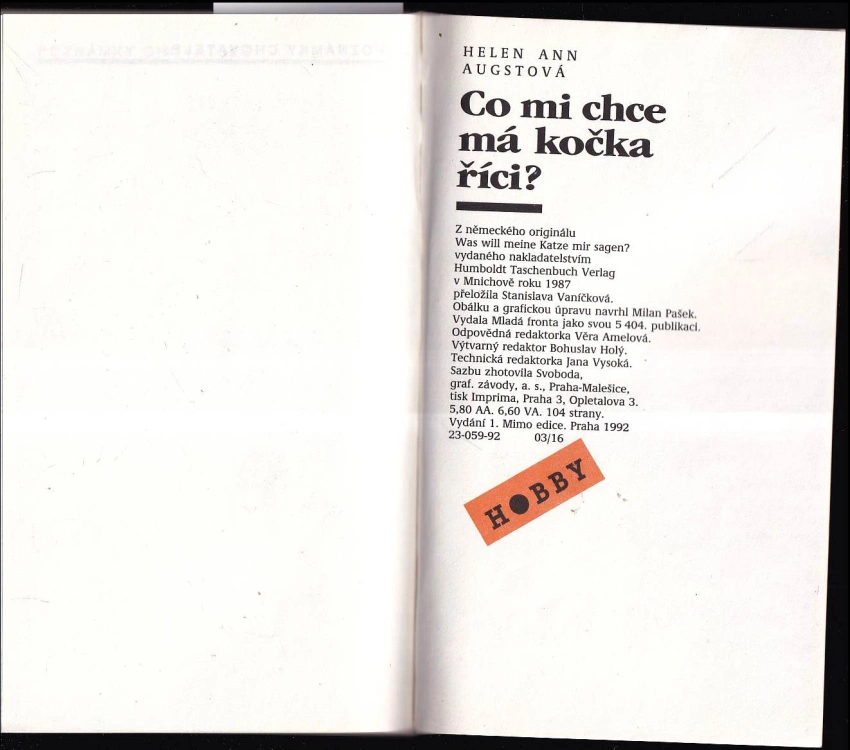 HELEN ANN
AUGSTOVÁ
Co mi chce
má kočka
říci?
Z německého originálu
Was will meine Katze mir sagen?
vydaného nakladatelstvím
Humboldt Taschenbuch Verlag
v Mnichově roku 1987
přeložila Stanislava Vaníčková.
Obálku a grafickou úpravu navrhl Milan Pašek.
Vydala Mladá fronta jako svou 5 404. publikaci.
Odpovědná redaktorka Věra Amelová.
Výtvarný redaktor Bohuslav Holý.
Technická redaktorka Jana Vysoká.
Sazbu zhotovila Svoboda,
graf. závody, a. s., Praha-Malešice,
tisk Imprima, Praha 3, Opletalova 3.
5,80 AA. 6,60 VA. 104 strany.
Vydání 1. Mimo edice. Praha 1992
23-059-92 03/16
HOBBY